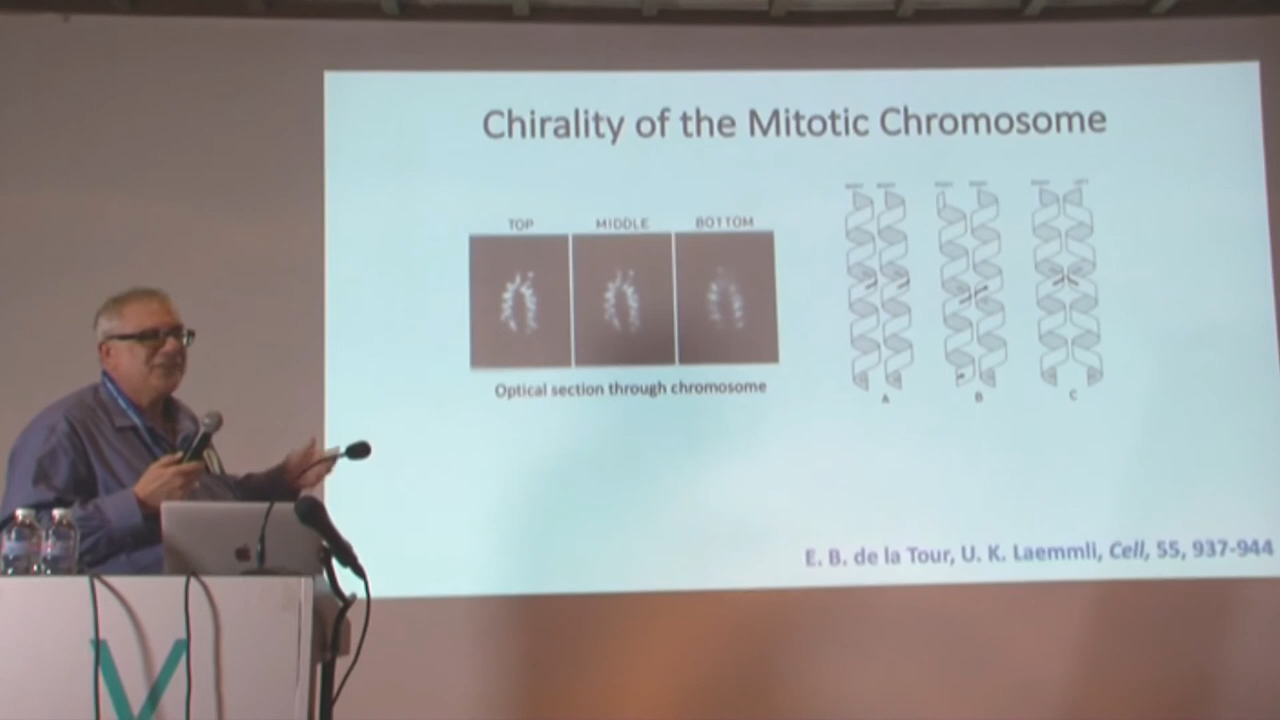 Chirality of the Mitotic Chromosome
TOP MIDDLE BOTTOM
Optical section through chromosome
A B C
E. B. de la Tour, U. K. Laemmli, Cell, 55, 937-944